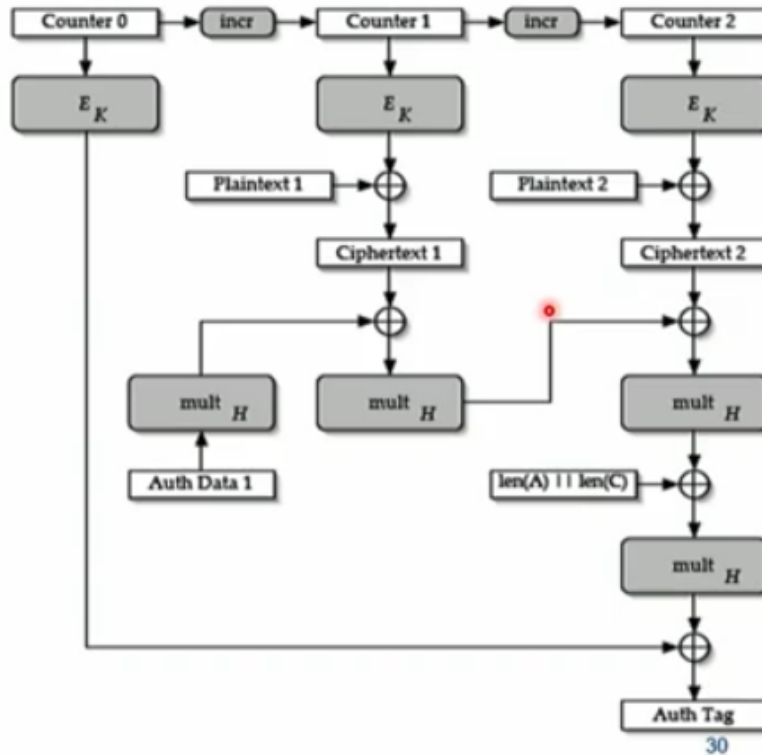 Counter 0 incr Counter 1 incr Counter 2
E K E K E K
Plaintext 1 Plaintext 2
Ciphertext 1 Ciphertext 2
mult H mult H mult H
Auth Data 1 len(A) || len(C)
mult H
Auth Tag
30